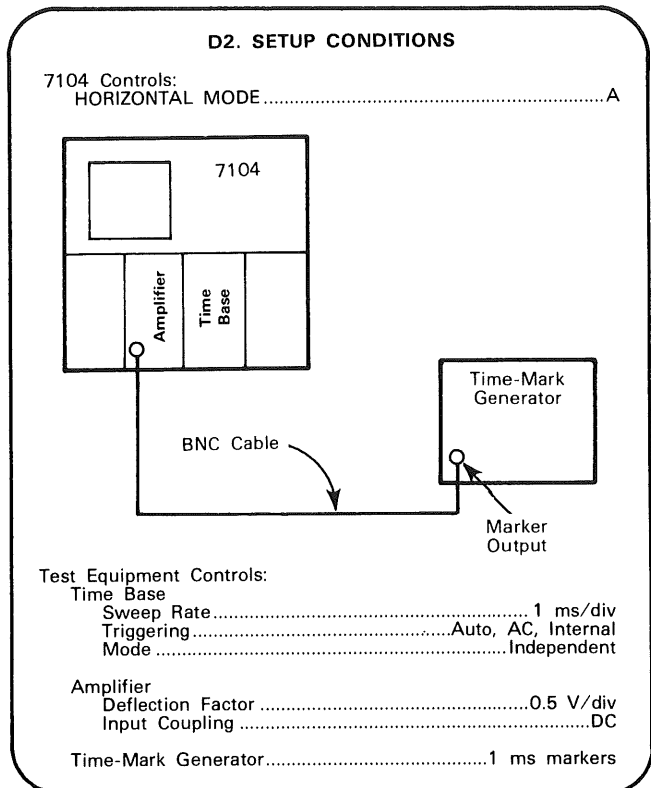 D2. SETUP CONDITIONS
7104 Controls:
HORIZONTAL MODE....................................................................A
7104
Amplifier
Time
Base
Time-Mark
Generator
BNC Cable
Marker
Output
Test Equipment Controls:
Time Base
Sweep Rate................................................... 1 ms/div
Triggering..........................................Auto, AC, Internal
Mode .........................................................Independent
Amplifier
Deflection Factor ...........................................0.5 V/div
Input Coupling .........................................................DC
Time-Mark Generator.....................................1 ms markers